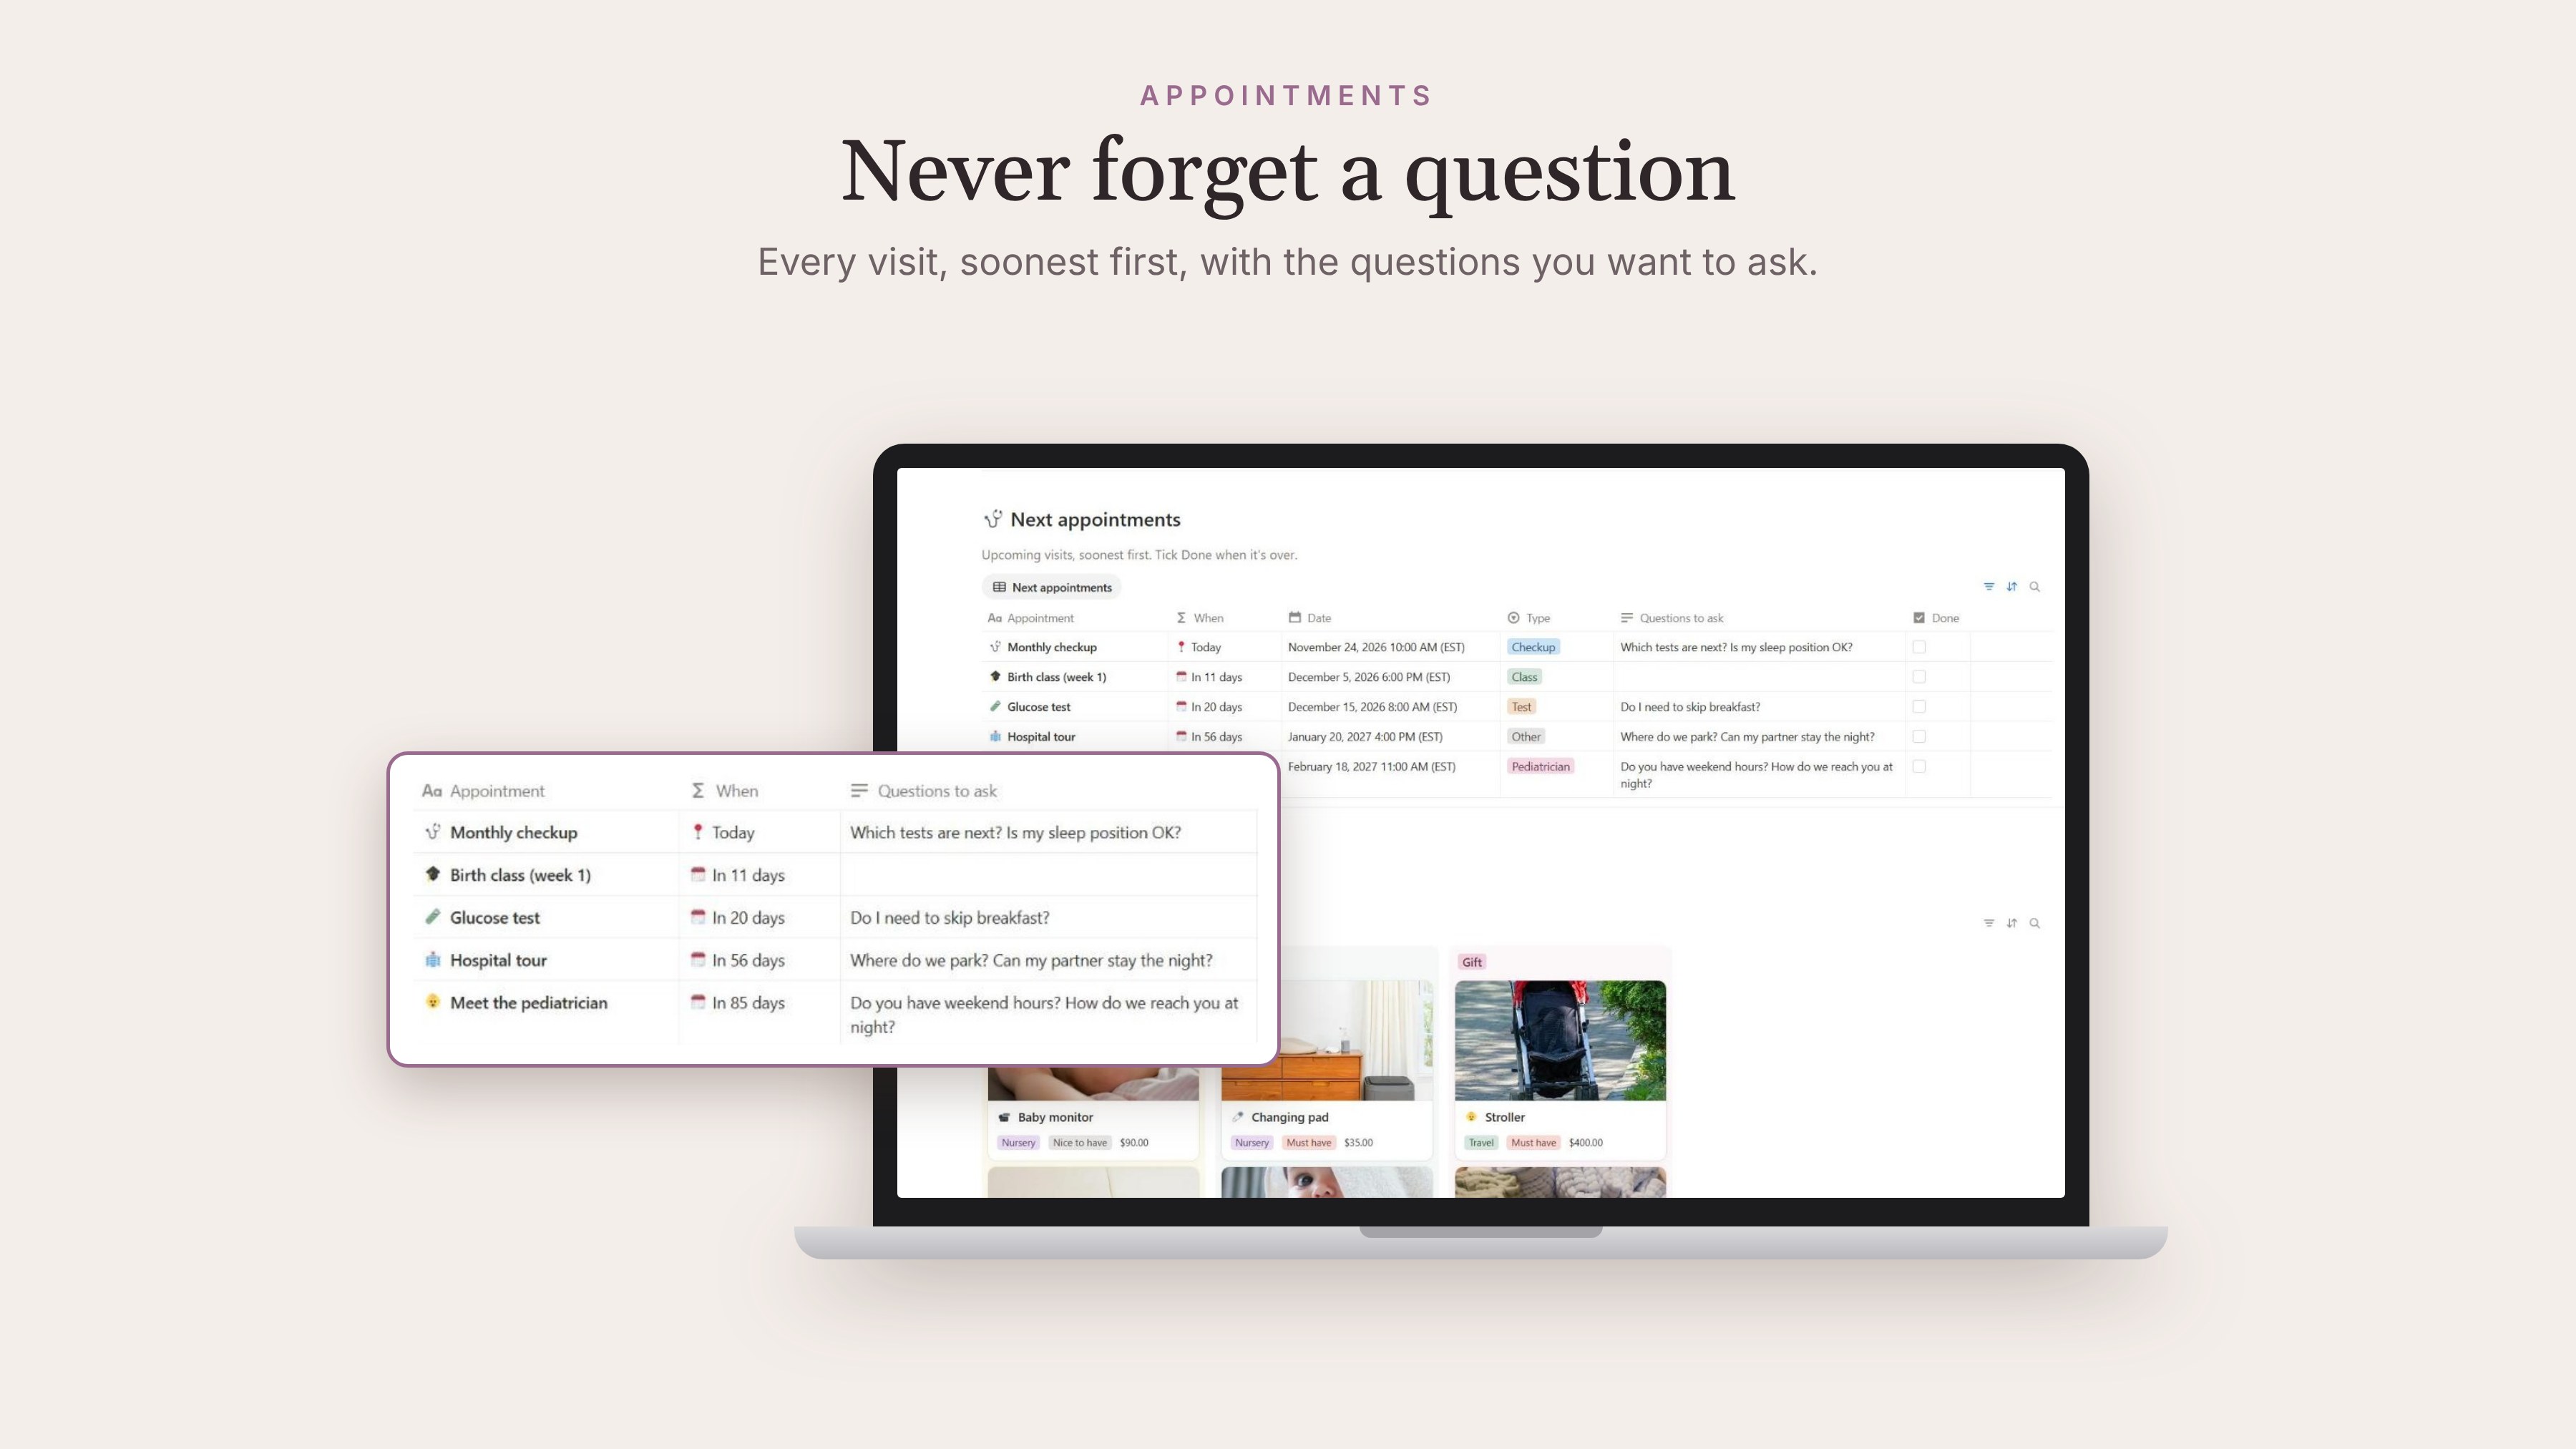 APPOINTMENTS
Never forget a question
Every visit, soonest first, with the questions you want to ask.
Next appointments
Upcoming visits, soonest first. Tick Done when it's over.
Next appointments
Aa Appointment Σ When Date Type Questions to ask Done
Monthly checkup Today November 24, 2026 10:00 AM (EST) Checkup Which tests are next? Is my sleep position OK?
Birth class (week 1) In 11 days December 5, 2026 6:00 PM (EST) Class
Glucose test In 20 days December 15, 2026 8:00 AM (EST) Test Do I need to skip breakfast?
Hospital tour In 56 days January 20, 2027 4:00 PM (EST) Other Where do we park? Can my partner stay the night?
February 18, 2027 11:00 AM (EST) Pediatrician Do you have weekend hours? How do we reach you at
night?
Aa Appointment Σ When Questions to ask
Monthly checkup Today Which tests are next? Is my sleep position OK?
Birth class (week 1) In 11 days
Glucose test In 20 days Do I need to skip breakfast?
Hospital tour In 56 days Where do we park? Can my partner stay the night?
Meet the pediatrician In 85 days Do you have weekend hours? How do we reach you at
night?
Gift
Baby monitor Changing pad Stroller
Nursery Nice to have $90.00 Nursery Must have $35.00 Travel Must have $400.00